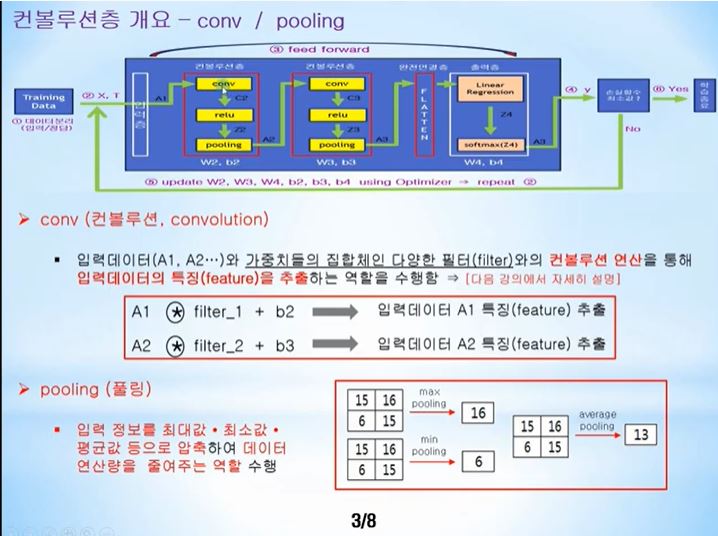 컨볼루션층 개요 – conv / pooling
③ feed forward
컨볼루션층
컨볼루션층
완전연결층
출력층
Training
Data
① 데이터분리
(입력/정답)
② X, T
입력층
A1
conv
C2
relu
Z2
pooling
W2, b2
A2
conv
C3
relu
Z3
pooling
W3, b3
A3
FLATTEN
Linear
Regression
Z4
softmax(Z4)
W4, b4
A3
④ y
손실함수
최소값?
⑥ Yes
학습종료
No
⑤ update W2, W3, W4, b2, b3, b4 using Optimizer ⇒ repeat ②
➢ conv (컨볼루션, convolution)
▪ 입력데이터(A1, A2…)와 가중치들의 집합체인 다양한 필터(filter)와의 컨볼루션 연산을 통해
입력데이터의 특징(feature)을 추출하는 역할을 수행함 ⇒ [다음 강의에서 자세히 설명]
A1 ⊛ filter_1 + b2 입력데이터 A1 특징(feature) 추출
A2 ⊛ filter_2 + b3 입력데이터 A2 특징(feature) 추출
➢ pooling (풀링)
▪ 입력 정보를 최대값•최소값•
평균값 등으로 압축하여 데이터
연산량을 줄여주는 역할 수행
15 16
6 15
max
pooling
16
15 16
6 15
min
pooling
6
15 16
6 15
average
pooling
13
3/8